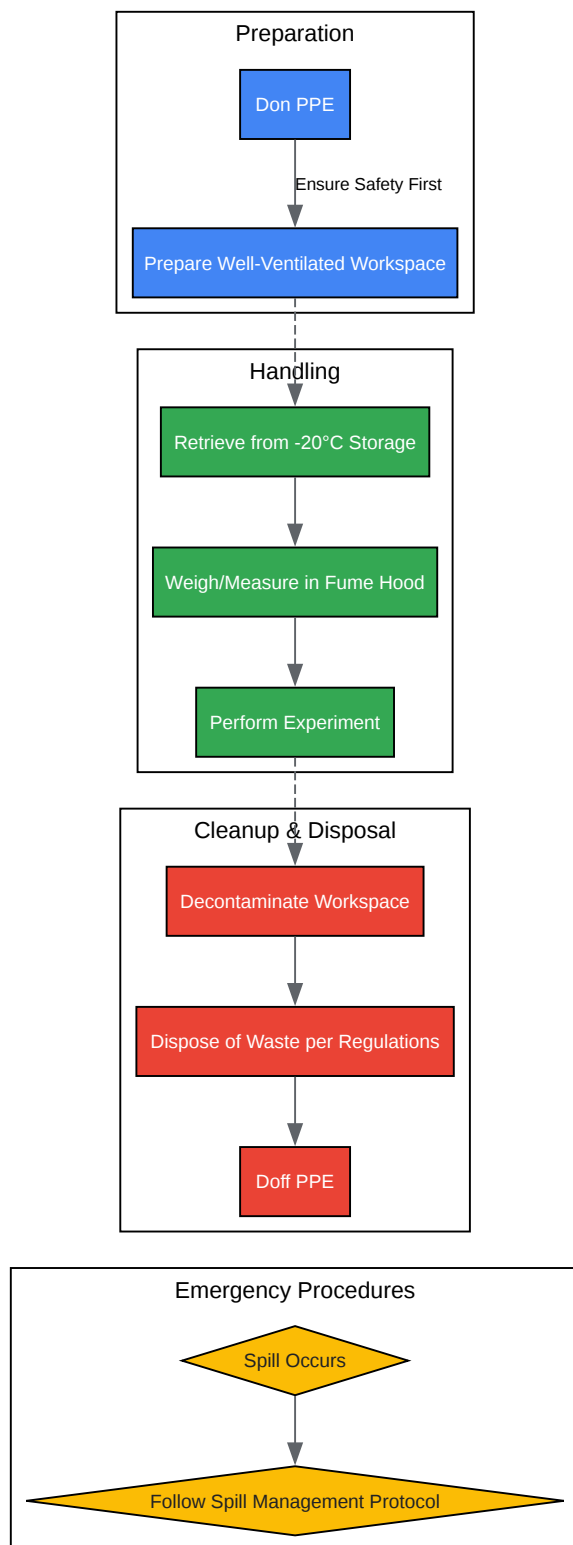 Preparation
Don PPE
Ensure Safety First
Prepare Well-Ventilated Workspace
Handling
Retrieve from -20°C Storage
Weigh/Measure in Fume Hood
Perform Experiment
Cleanup & Disposal
Decontaminate Workspace
Dispose of Waste per Regulations
Doff PPE
Emergency Procedures
Spill Occurs
Follow Spill Management Protocol